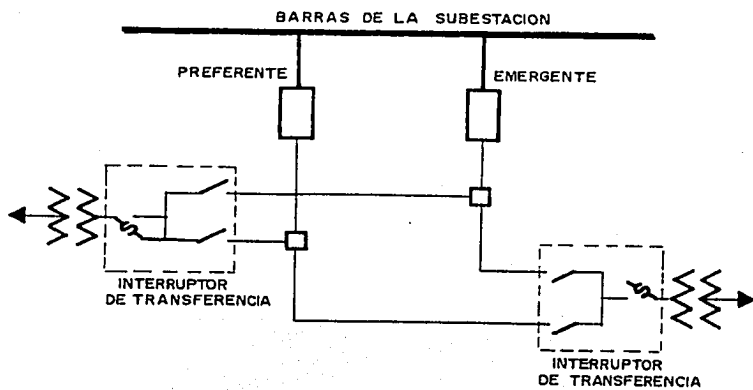 BARRAS DE LA SUBESTACION
PREFERENTE
EMERGENTE
INTERRUPTOR
DE TRANSFERENCIA
INTERRUPTOR
DE TRANSFERENCIA